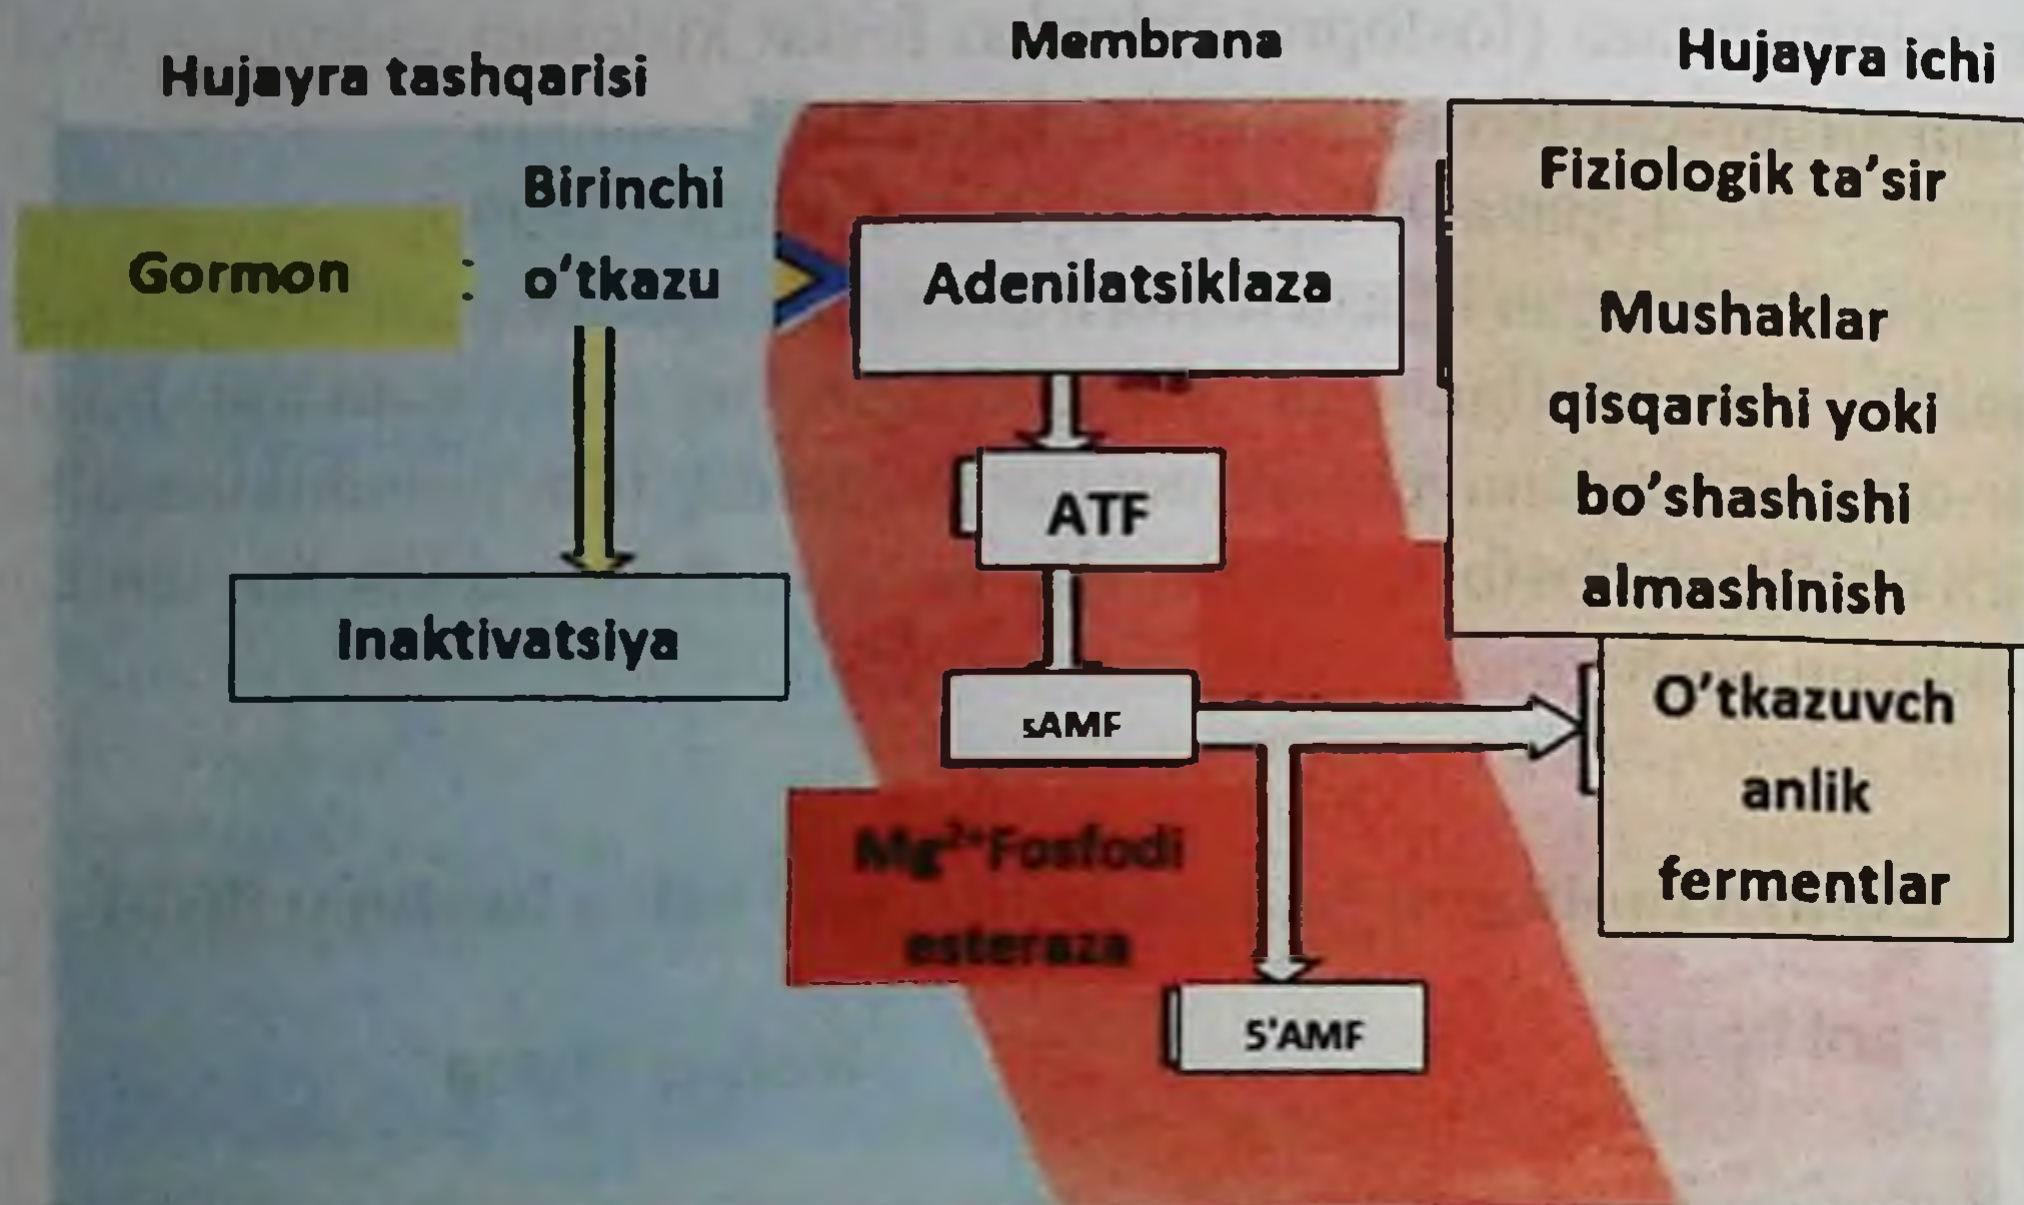 Hujayra tashqarisi
Membrana
Hujayra ichi
Gormon :
Birinchi
o'tkazu
Inaktivatsiya
Adenilatsiklaza
ATF
sAMF
Mg²⁺Fosfodi
esteraza
5'AMF
Fiziologik ta'sir
Mushaklar
qisqarishi yoki
bo'shashishi
almashinish
O'tkazuvch
anlik
fermentlar